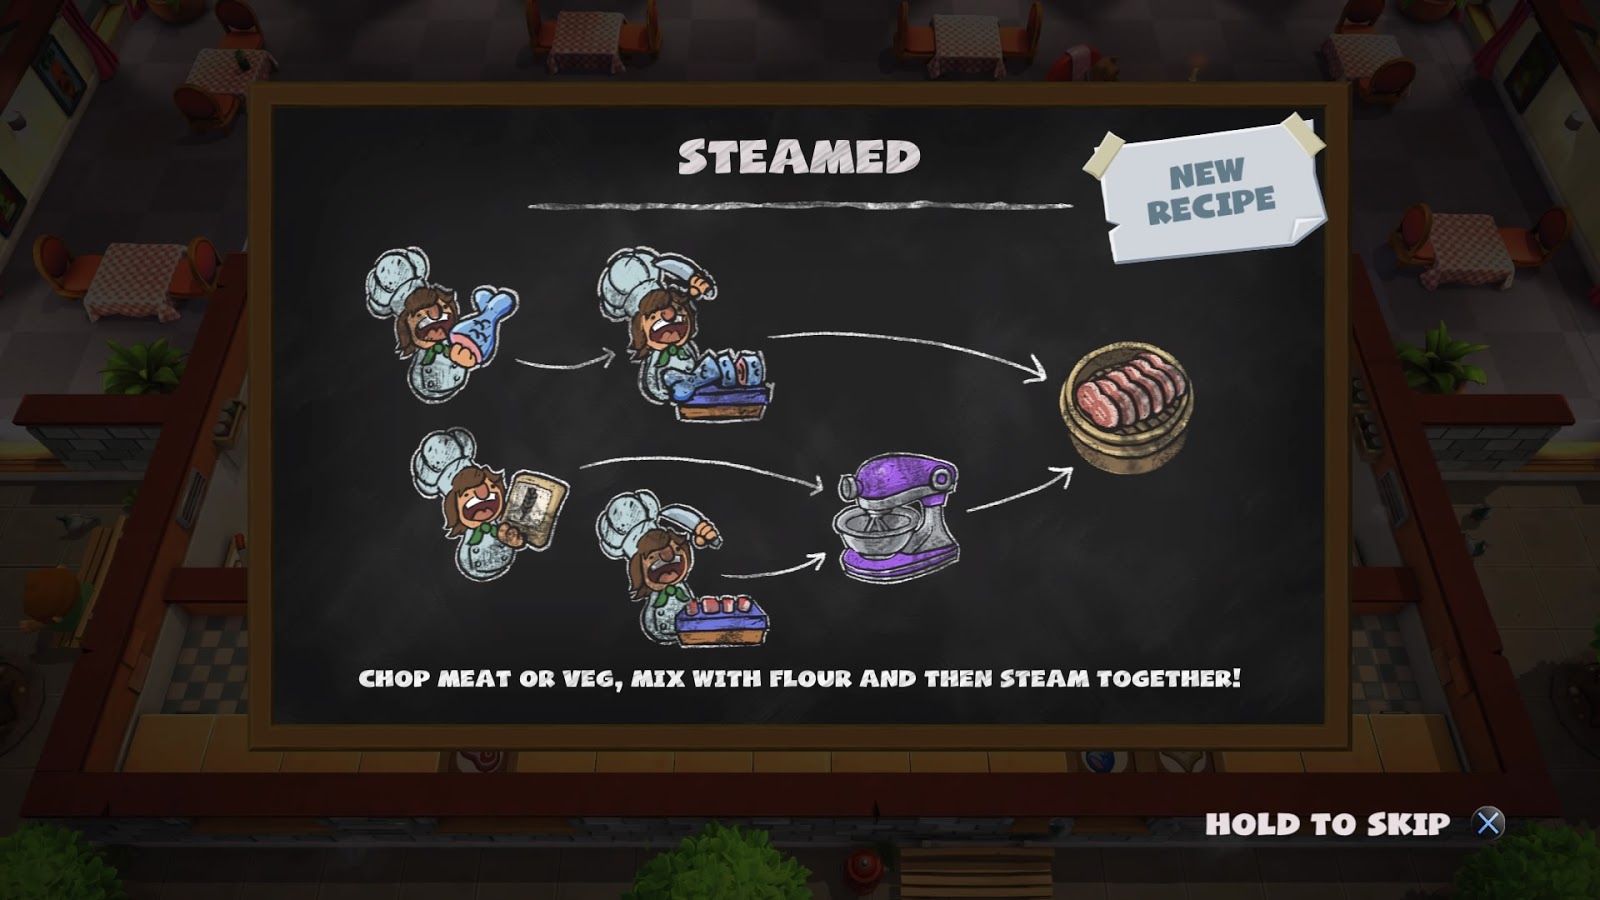 STEAMED
NEW
RECIPE
CHOP MEAT OR VEG, MIX WITH FLOUR AND THEN STEAM TOGETHER!
HOLD TO SKIP